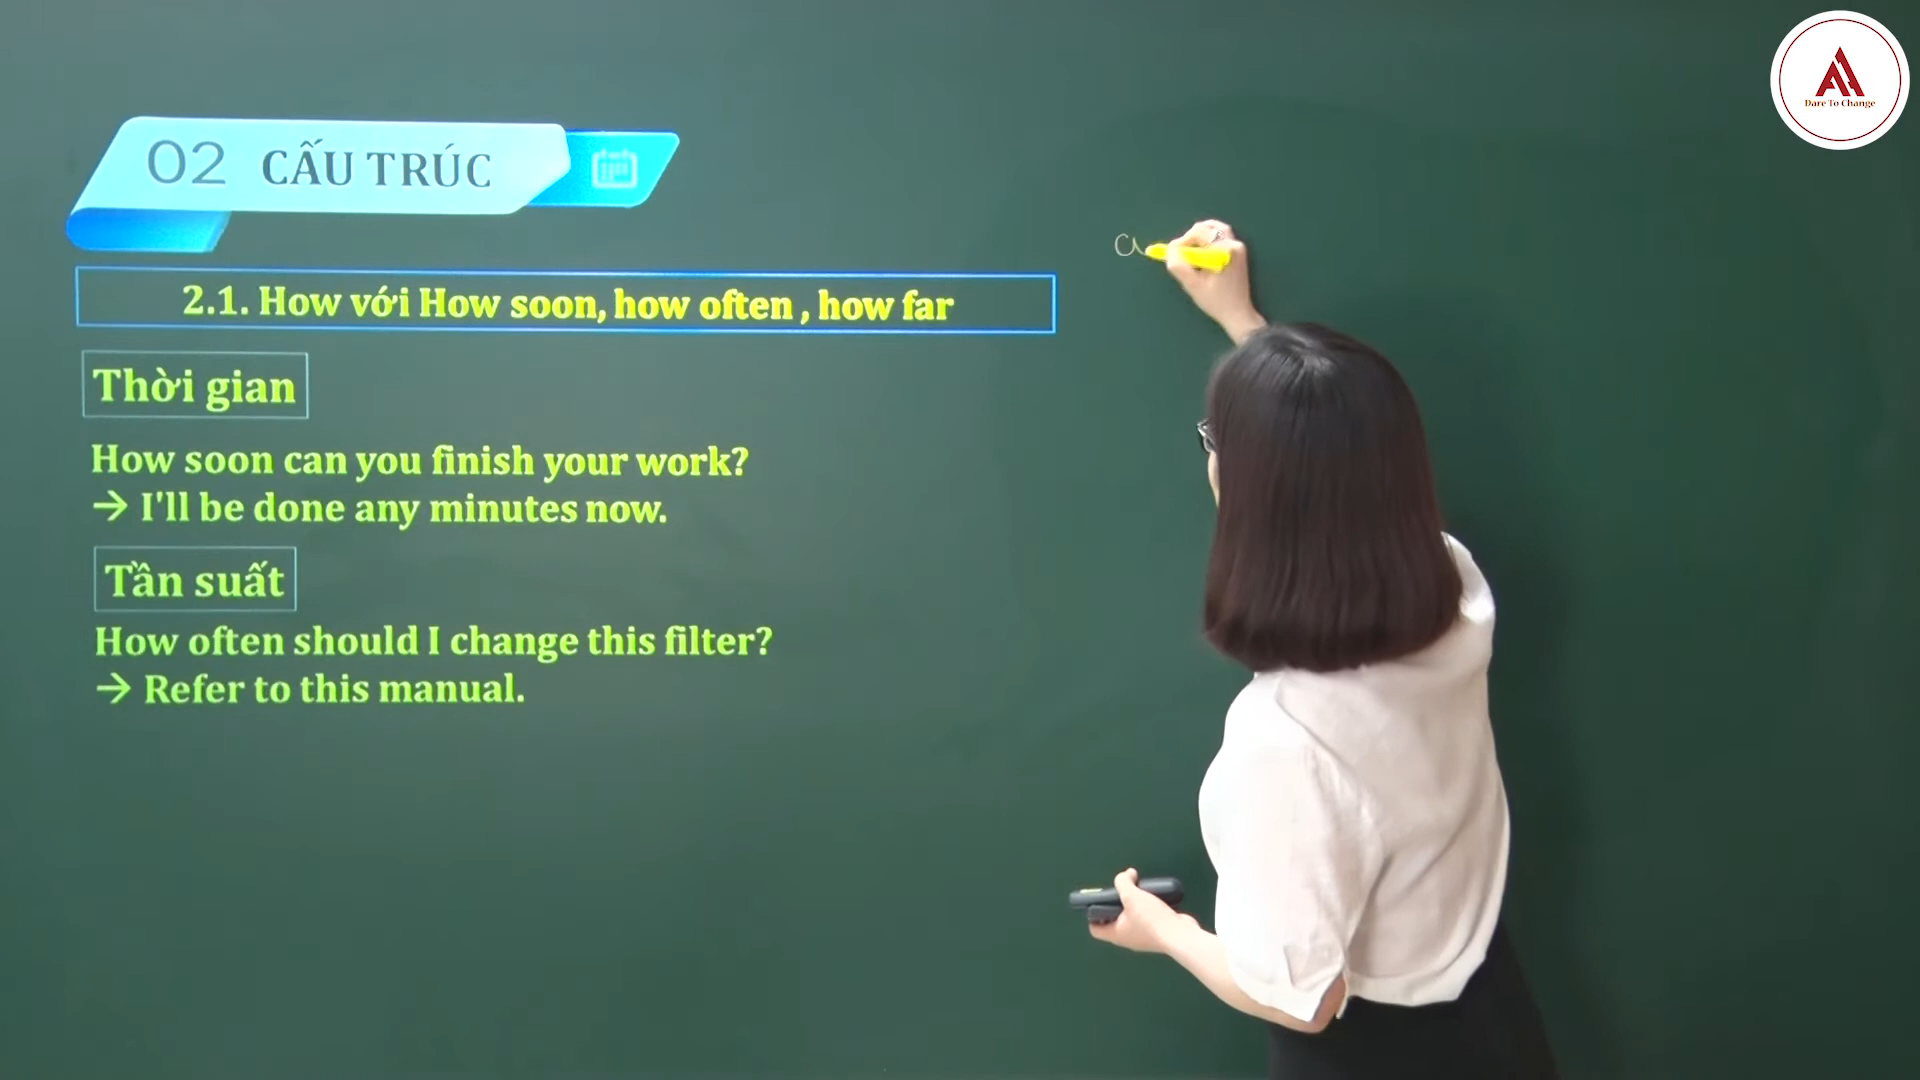 Dare To Change
02 CẤU TRÚC
2.1. How với How soon, how often , how far
Thời gian
How soon can you finish your work?
→ I'll be done any minutes now.
Tần suất
How often should I change this filter?
→ Refer to this manual.